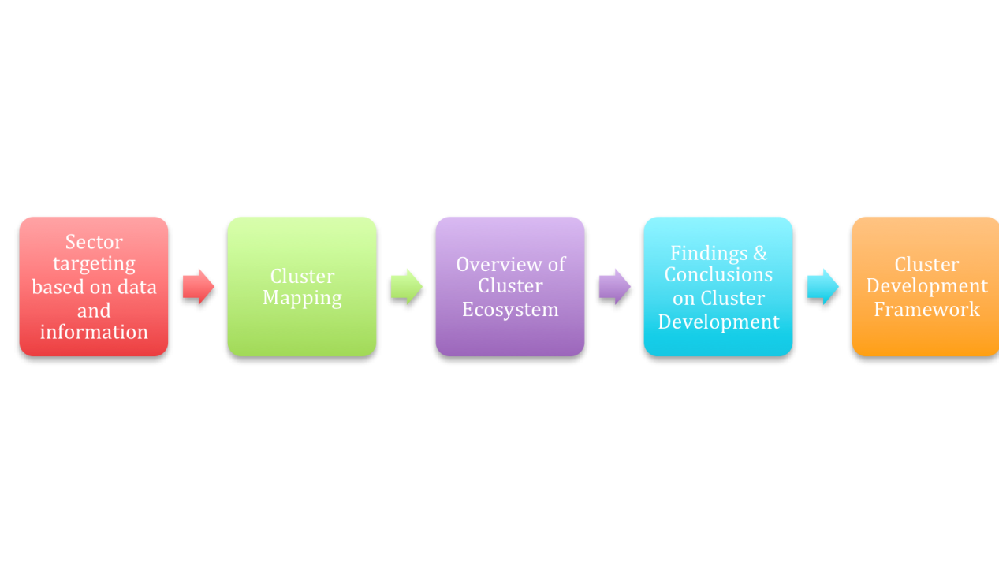 Sector
targeting
based on data
and
information
Cluster
Mapping
Overview of
Cluster
Ecosystem
Findings &
Conclusions
on Cluster
Development
Cluster
Development
Framework